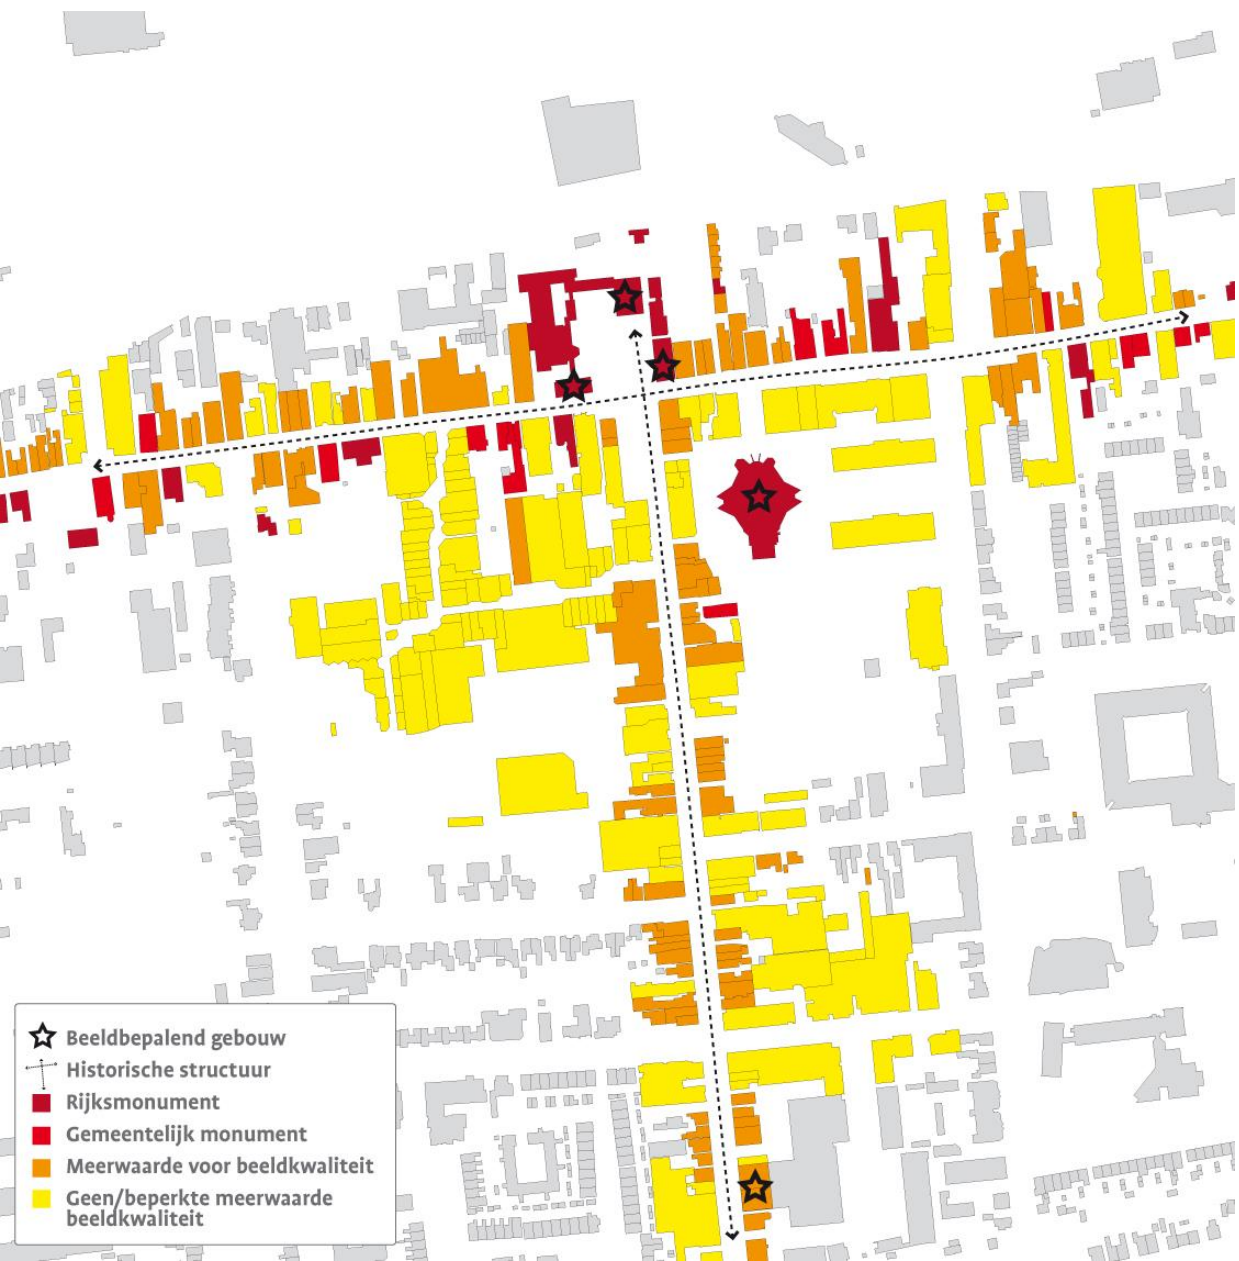 Beeldbepalend gebouw
Historische structuur
Rijksmonument
Gemeentelijk monument
Meerwaarde voor beeldkwaliteit
Geen/beperkte meerwaarde
beeldkwaliteit